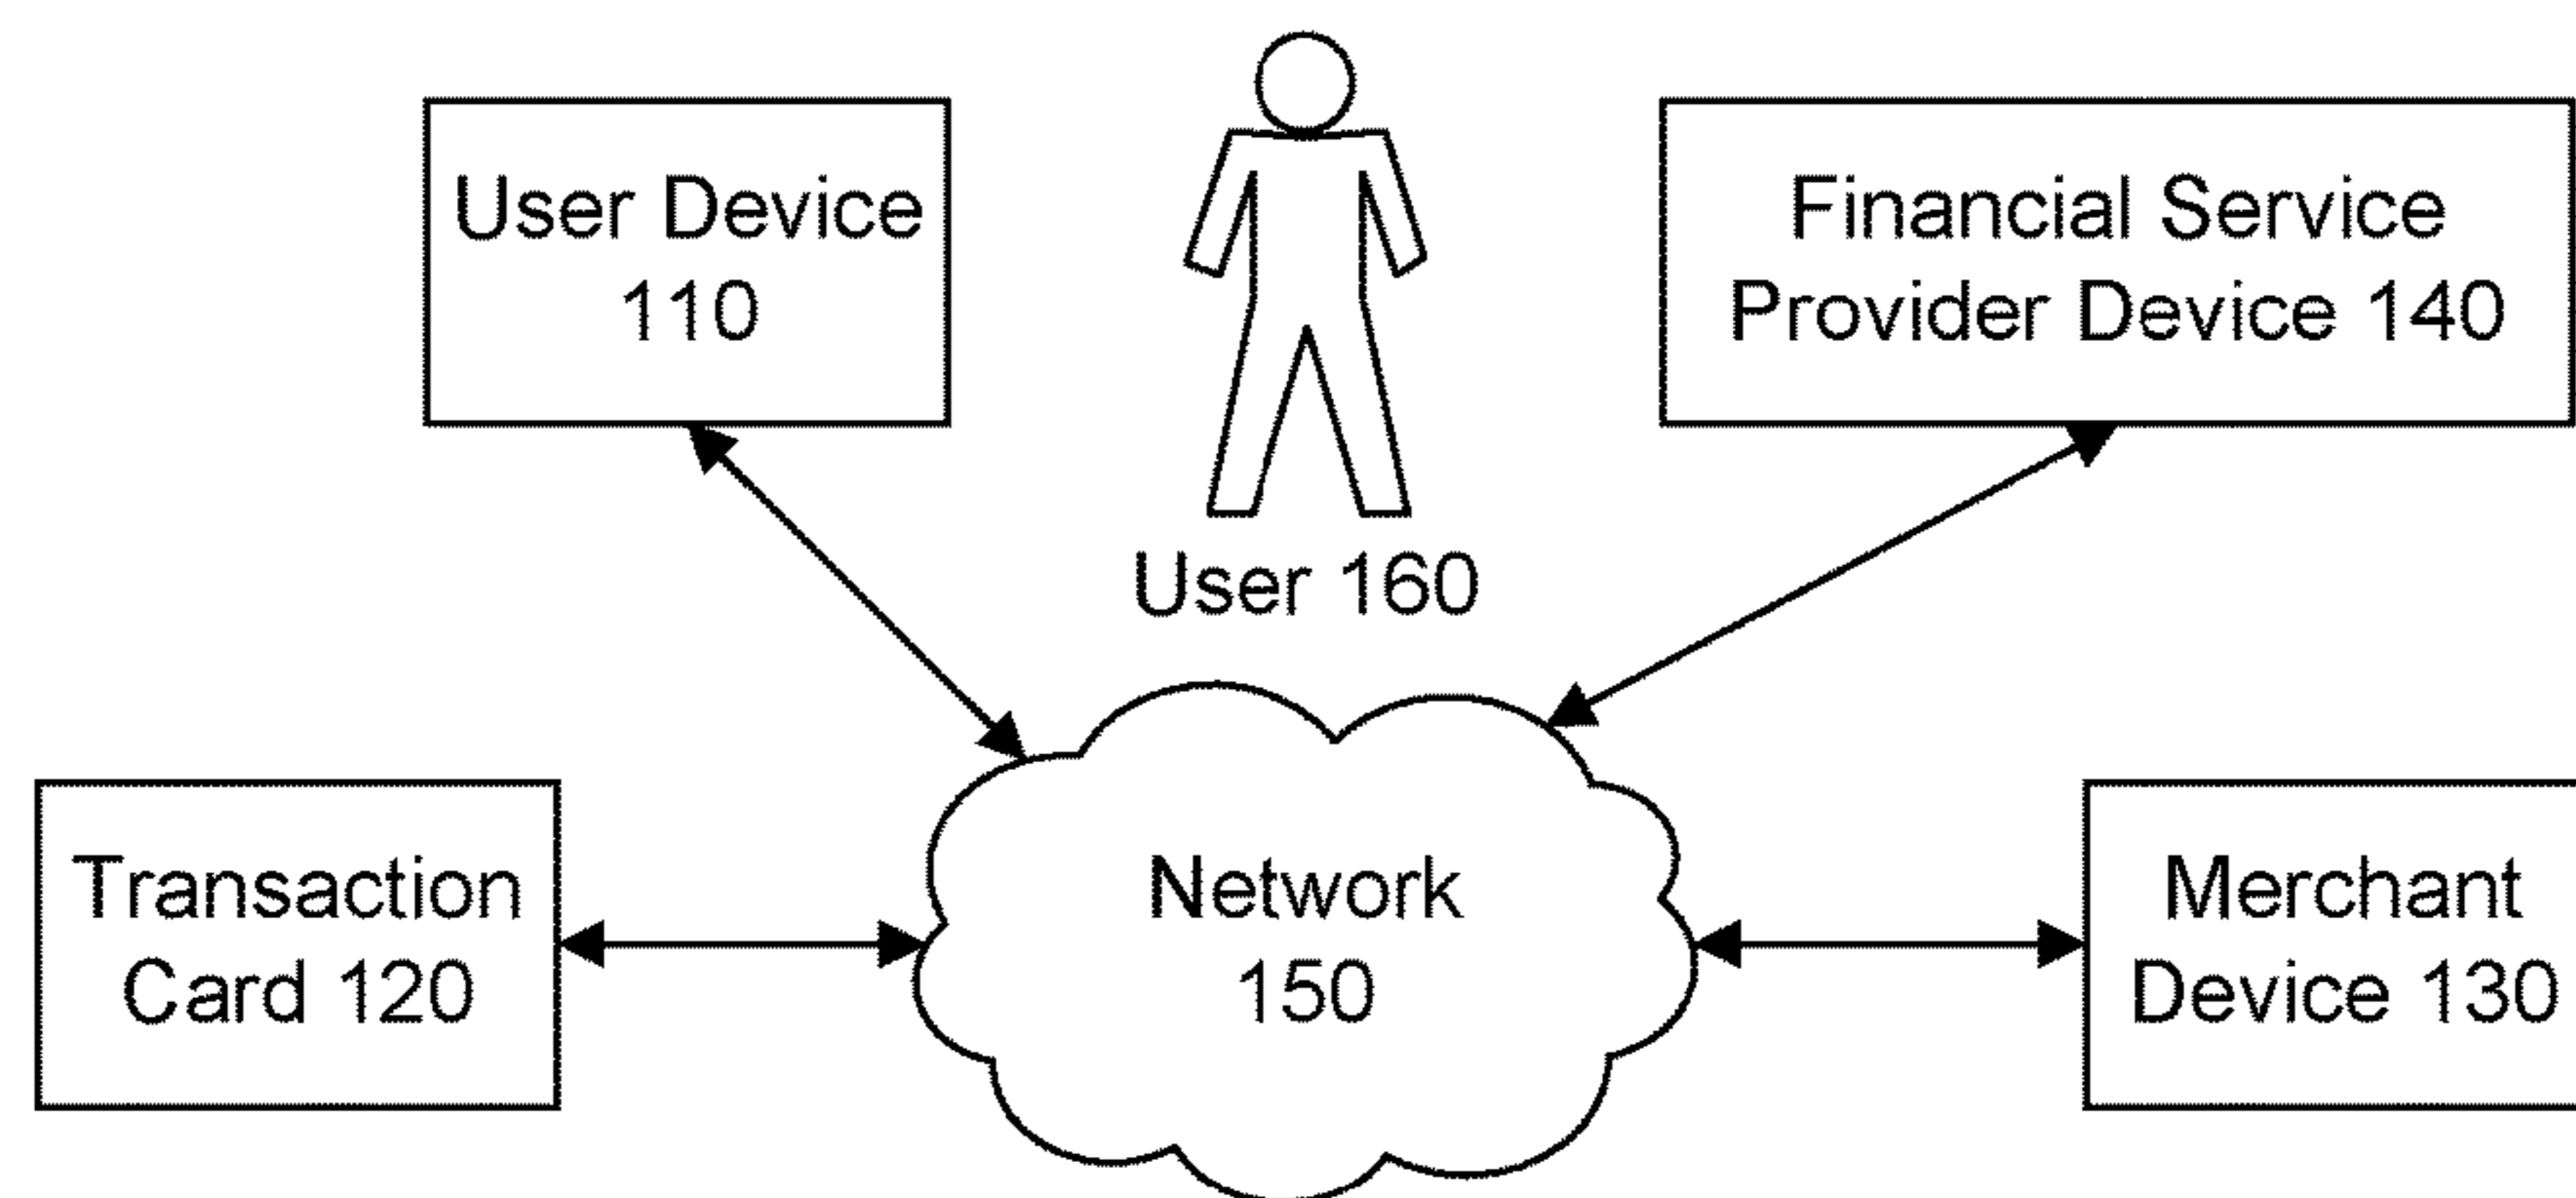 User Device
110
Financial Service
Provider Device 140
User 160
Transaction
Card 120
Network
150
Merchant
Device 130